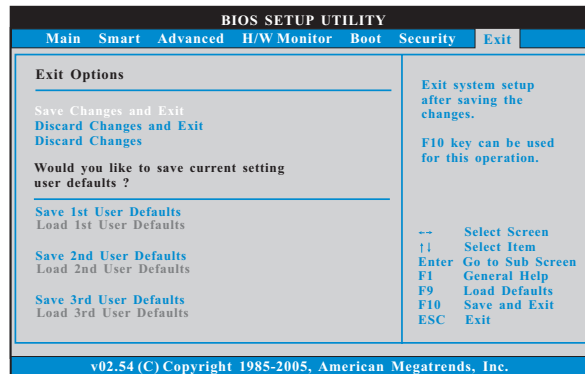 BIOS SETUP UTILITY
Main Smart Advanced H/W Monitor Boot Security Exit
Exit Options
Save Changes and Exit
Discard Changes and Exit
Discard Changes
Would you like to save current setting
user defaults ?
Save 1st User Defaults
Load 1st User Defaults
Save 2nd User Defaults
Load 2nd User Defaults
Save 3rd User Defaults
Load 3rd User Defaults
Exit system setup
after saving the
changes.
F10 key can be used
for this operation.
←→ Select Screen
↑↓ Select Item
Enter Go to Sub Screen
F1 General Help
F9 Load Defaults
F10 Save and Exit
ESC Exit
v02.54 (C) Copyright 1985-2005, American Megatrends, Inc.